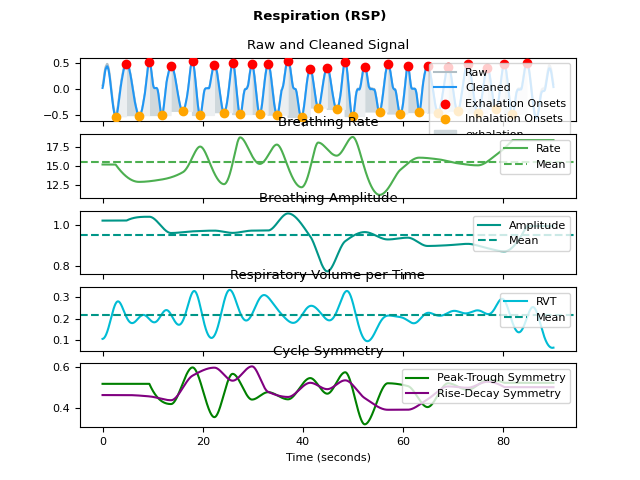 Respiration (RSP)
Raw and Cleaned Signal
0.5
0.0
−0.5
Raw
Cleaned
Exhalation Onsets
Inhalation Onsets
exhalation
Breathing Rate
17.5
15.0
12.5
Rate
Mean
Breathing Amplitude
1.0
0.8
Amplitude
Mean
Respiratory Volume per Time
0.3
0.2
0.1
RVT
Mean
Cycle Symmetry
0.6
0.4
Peak-Trough Symmetry
Rise-Decay Symmetry
0 20 40 60 80
Time (seconds)